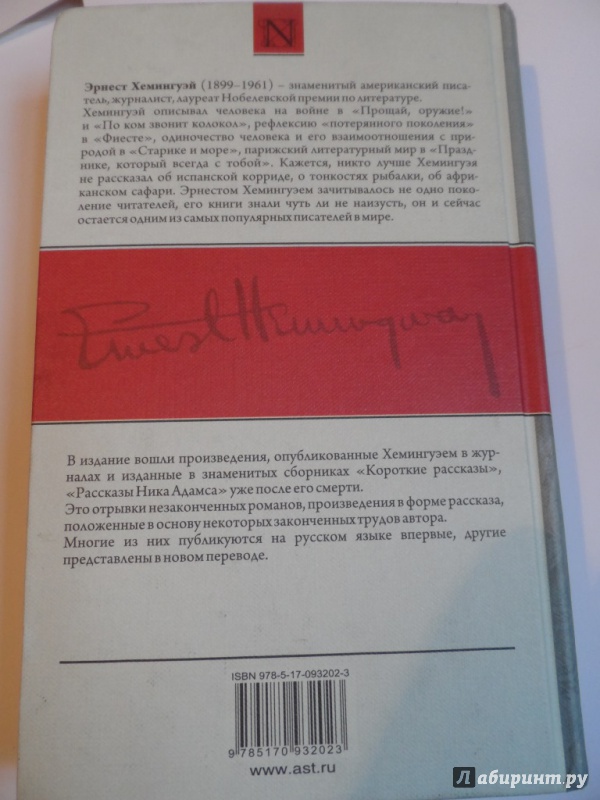 N
Эрнест Хемингуэй (1899–1961) – знаменитый американский писа-
тель, журналист, лауреат Нобелевской премии по литературе.
Хемингуэй описывал человека на войне в «Прощай, оружие!»
и «По ком звонит колокол», рефлексию «потерянного поколения»
в «Фиесте», одиночество человека и его взаимоотношения с при-
родой в «Старике и море», парижский литературный мир в «Празд-
нике, который всегда с тобой». Кажется, никто лучше Хемингуэя
не рассказал об испанской корриде, о тонкостях рыбалки, об афри-
канском сафари. Эрнестом Хемингуэем зачитывалось не одно поко-
ление читателей, его книги знали чуть ли не наизусть, он и сейчас
остается одним из самых популярных писателей в мире.
Ernest Hemingway
В издание вошли произведения, опубликованные Хемингуэем в жур-
налах и изданные в знаменитых сборниках «Короткие рассказы»,
«Рассказы Ника Адамса» уже после его смерти.
Это отрывки незаконченных романов, произведения в форме рассказа,
положенные в основу некоторых законченных трудов автора.
Многие из них публикуются на русском языке впервые, другие
представлены в новом переводе.
ISBN 978-5-17-093202-3
9 785170 932023
www.ast.ru
Лабиринт.ру